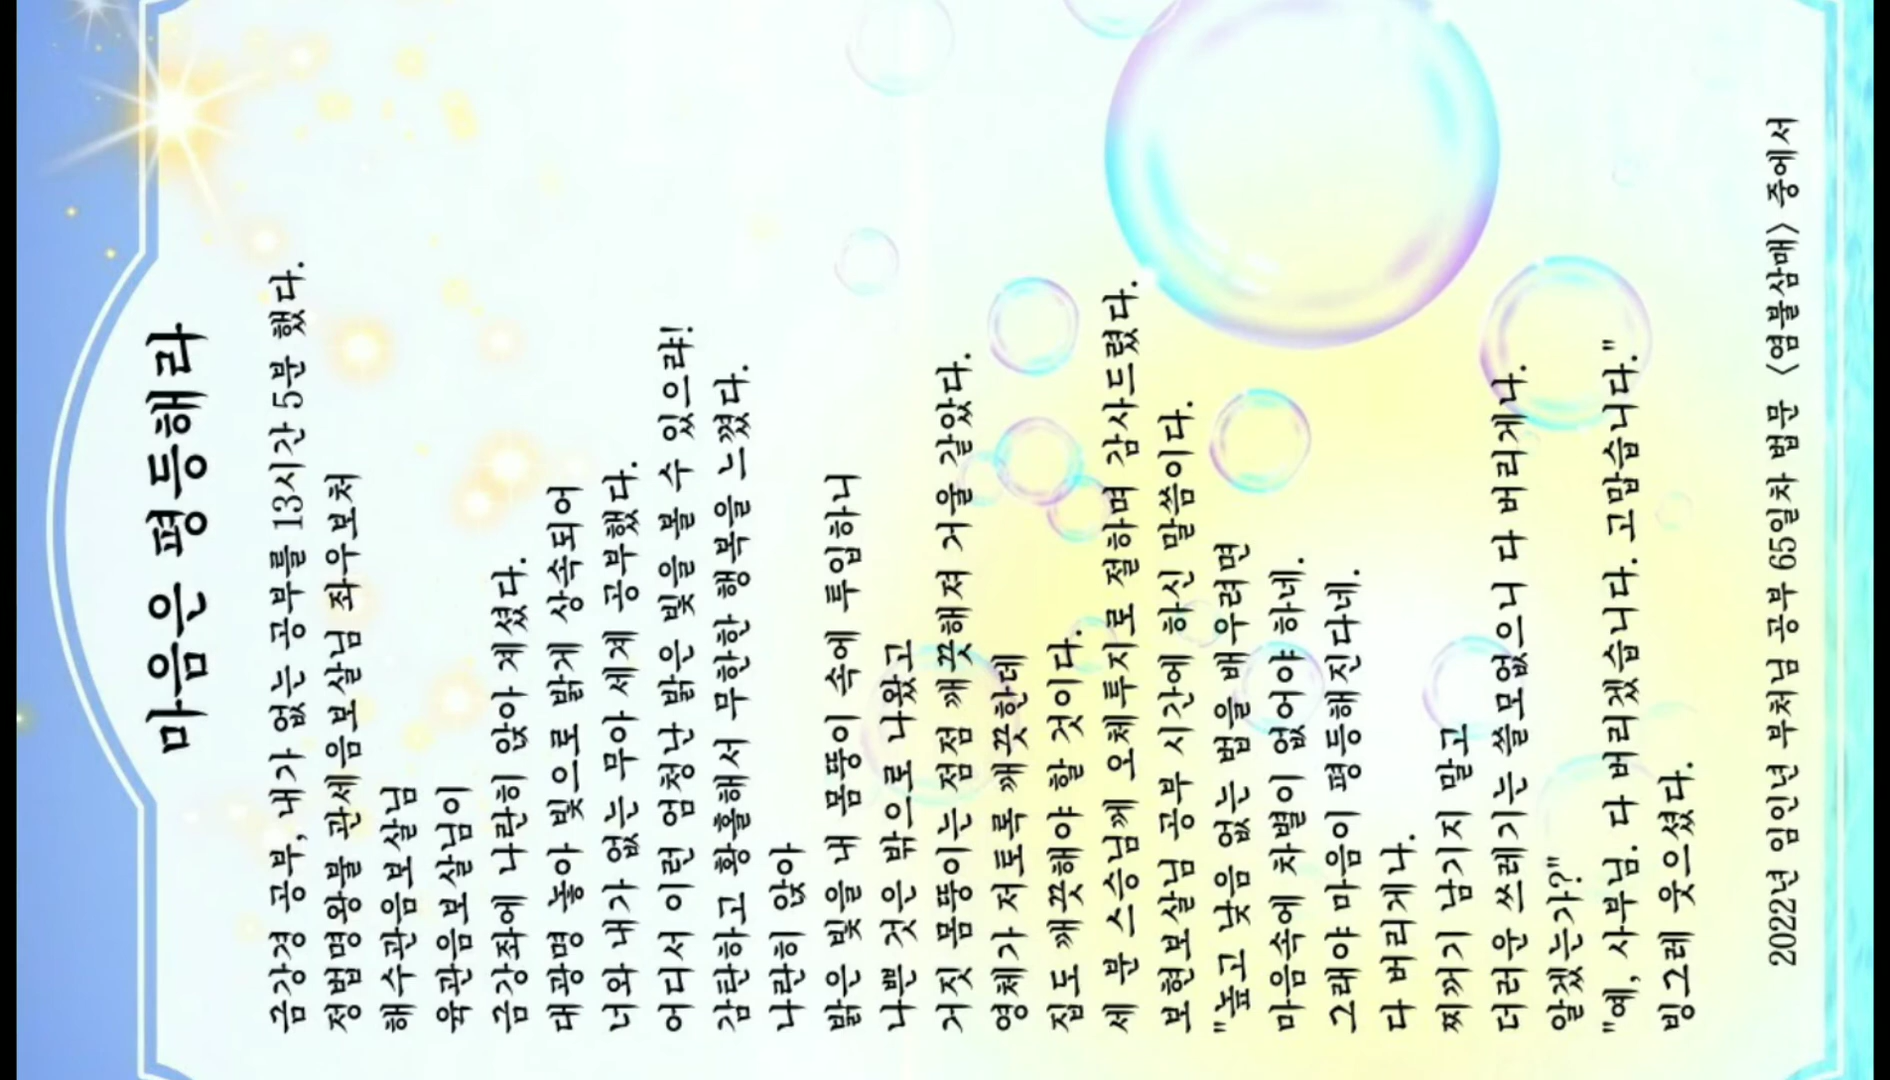 마음은 평등해라
금강경 공부, 내가 없는 공부를 13시간 5분 했다.
정법명왕불 관세음보살님 좌우보처
해수관음보살님
육관음보살님이
금강좌에 나란히 앉아 계셨다.
대광명 놓아 빛으로 밝게 상속되어
너와 내가 없는 무아 세계 공부했다.
어디서 이런 엄청난 밝은 빛을 볼 수 있으랴!
감탄하고 황홀해서 무한한 행복을 느꼈다.
나란히 앉아
밝은 빛을 내 몸뚱이 속에 투입하니
나쁜 것은 밖으로 나왔고
거짓 몸뚱이는 점점 깨끗해져 거울 같았다.
영체가 저토록 깨끗한데
집도 깨끗해야 할 것이다.
세 분 스승님께 오체투지로 절하며 감사드렸다.
보현보살님 공부 시간에 하신 말씀이다.
"높고 낮음 없는 법을 배우려면
마음속에 차별이 없어야 하네.
그래야 마음이 평등해진다네.
다 버리게나.
찌꺼기 남기지 말고
더러운 쓰레기는 쓸모없으니 다 버리게나.
알겠는가?"
"예, 사부님. 다 버리겠습니다. 고맙습니다."
빙그레 웃으셨다.
2022년 임인년 부처님 공부 65일차 법문 〈염불삼매〉 중에서